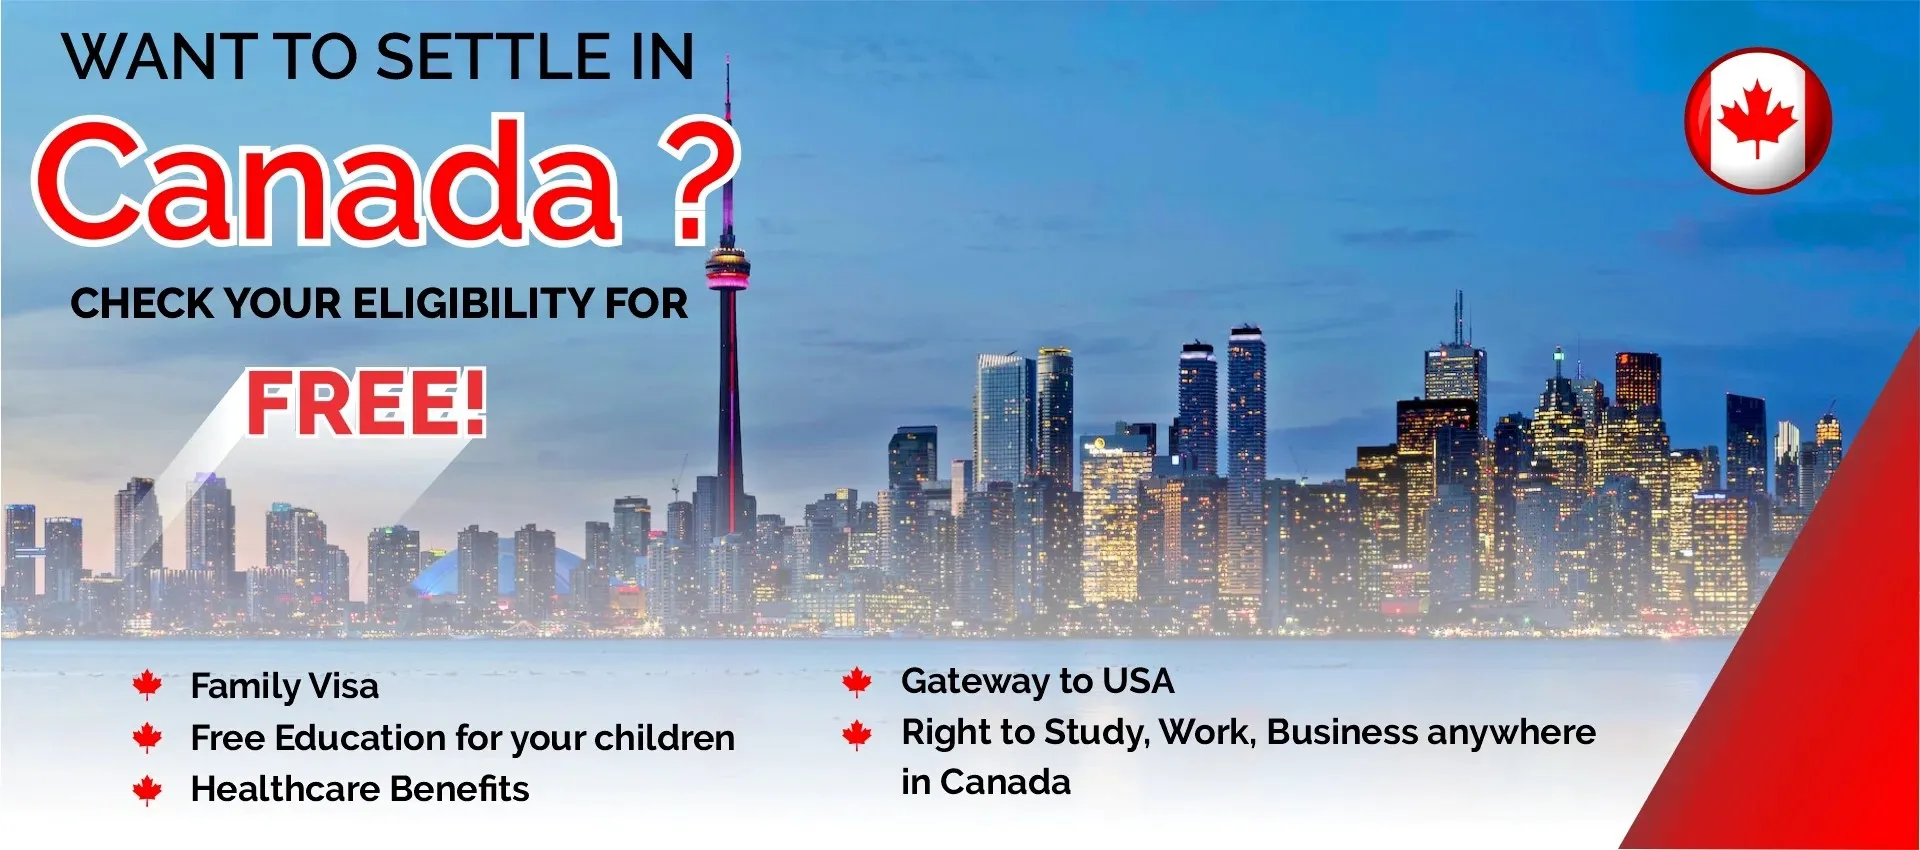 WANT TO SETTLE IN
Canada ?
CHECK YOUR ELIGIBILITY FOR
FREE!
Family Visa
Free Education for your children
Healthcare Benefits
Gateway to USA
Right to Study, Work, Business anywhere
in Canada